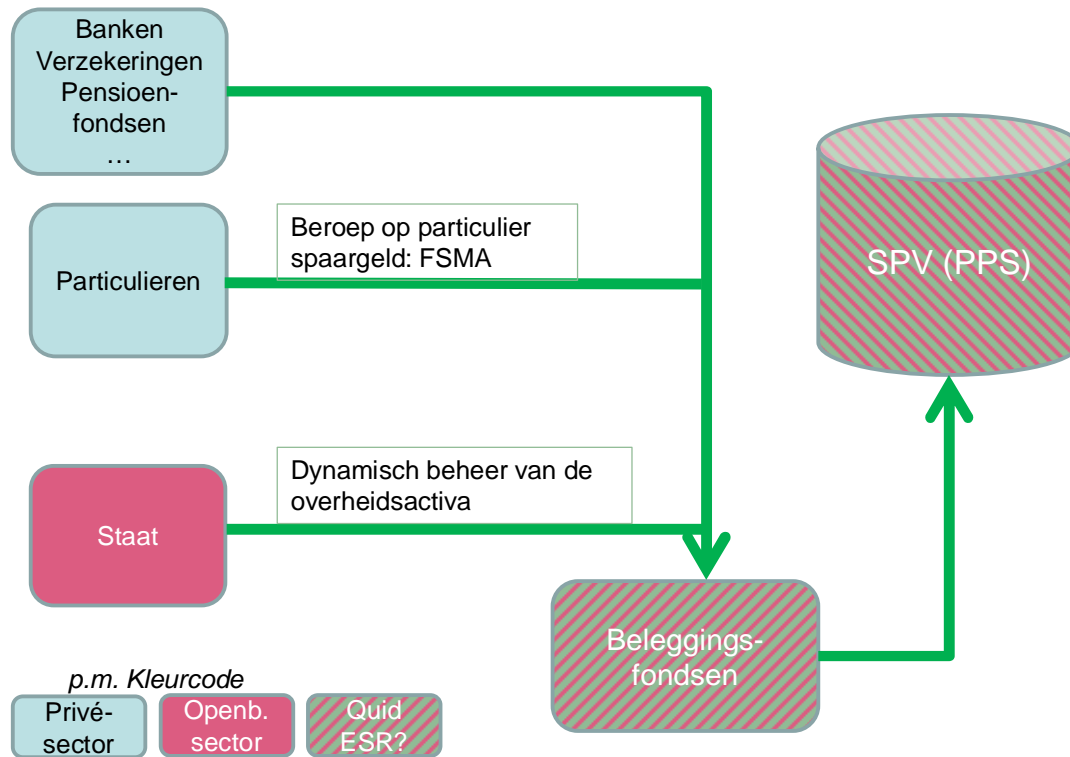 Banken
Verzekeringen
Pensioen-
fondsen
…
Beroep op particulier
spaargeld: FSMA
Particulieren
SPV (PPS)
Dynamisch beheer van de
overheidsactiva
Staat
Beleggings-
fondsen
p.m. Kleurcode
Privé-
sector
Openb.
sector
Quid
ESR?